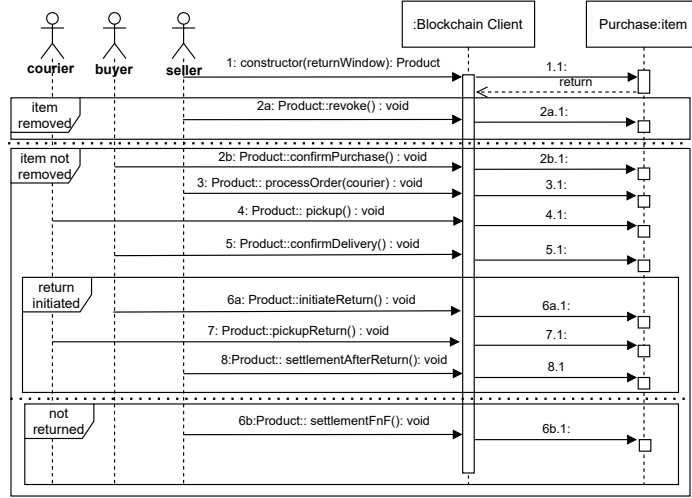 :Blockchain Client
Purchase:item
courier
buyer
seller
1: constructor(returnWindow): Product
1.1:
return
item
removed
2a: Product::revoke() : void
2a.1:
item not
removed
2b: Product::confirmPurchase() : void
2b.1:
3: Product:: processOrder(courier) : void
3.1:
4: Product:: pickup() : void
4.1:
5: Product::confirmDelivery() : void
5.1:
return
initiated
6a: Product::initiateReturn() : void
6a.1:
7: Product::pickupReturn() : void
7.1:
8:Product:: settlementAfterReturn(): void
8.1
not
returned
6b:Product:: settlementFnF(): void
6b.1: